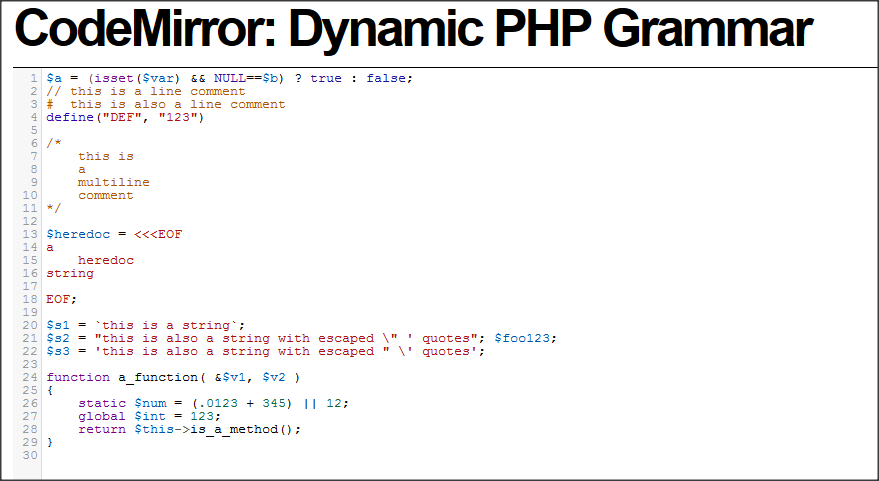 CodeMirror: Dynamic PHP Grammar
1 $a = (isset($var) && NULL==$b) ? true : false;
2 // this is a line comment
3 #  this is also a line comment
4 define("DEF", "123")
5
6 /*
7     this is
8     a
9     multiline
10     comment
11 */
12
13 $heredoc = <<<EOF
14 a
15     heredoc
16 string
17
18 EOF;
19
20 $s1 = `this is a string`;
21 $s2 = "this is also a string with escaped \" ' quotes"; $foo123;
22 $s3 = 'this is also a string with escaped " \' quotes';
23
24 function a_function( &$v1, $v2 )
25 {
26     static $num = (.0123 + 345) || 12;
27     global $int = 123;
28     return $this->is_a_method();
29 }
30